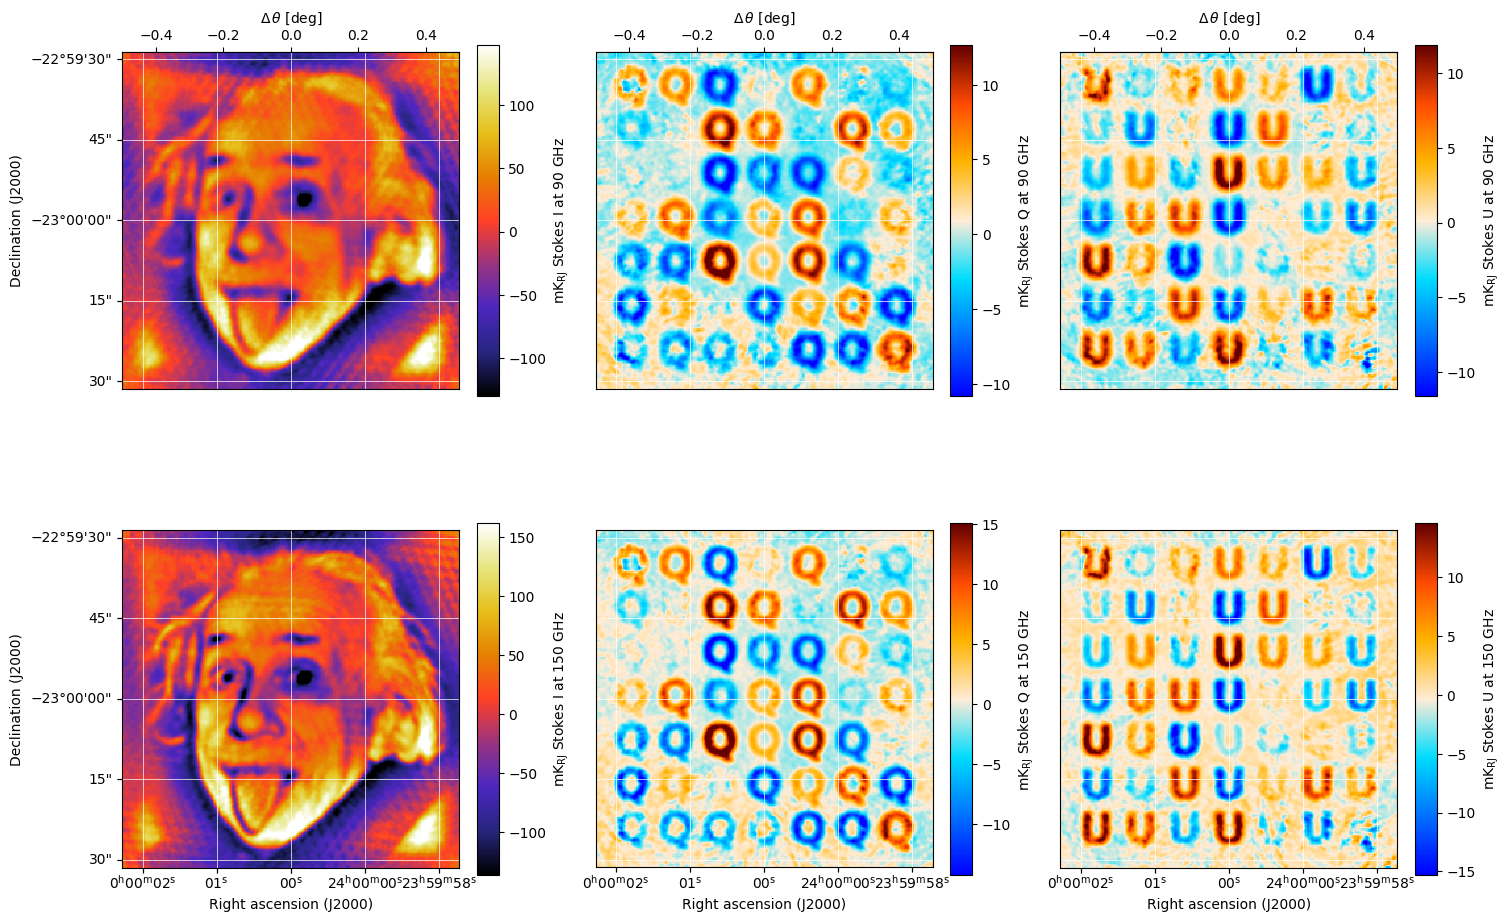 Δ θ [deg] Δ θ [deg] Δ θ [deg]
−0.4 −0.2 0.0 0.2 0.4 −0.4 −0.2 0.0 0.2 0.4 −0.4 −0.2 0.0 0.2 0.4
Declination (J2000)
−22°59'30"
45"
−23°00'00"
15"
30"
100
50
0
−50
−100
mK_RJ Stokes I at 90 GHz
10
5
0
−5
−10
mK_RJ Stokes Q at 90 GHz
10
5
0
−5
−10
mK_RJ Stokes U at 90 GHz
Q
U
Declination (J2000)
−22°59'30"
45"
−23°00'00"
15"
30"
150
100
50
0
−50
−100
mK_RJ Stokes I at 150 GHz
15
10
5
0
−5
−10
mK_RJ Stokes Q at 150 GHz
10
5
0
−5
−10
−15
mK_RJ Stokes U at 150 GHz
Q
U
0ʰ00ᵐ02ˢ 01ˢ 00ˢ 24ʰ00ᵐ00ˢ 23ʰ59ᵐ58ˢ 0ʰ00ᵐ02ˢ 01ˢ 00ˢ 24ʰ00ᵐ00ˢ 23ʰ59ᵐ58ˢ 0ʰ00ᵐ02ˢ 01ˢ 00ˢ 24ʰ00ᵐ00ˢ 23ʰ59ᵐ58ˢ
Right ascension (J2000) Right ascension (J2000) Right ascension (J2000)